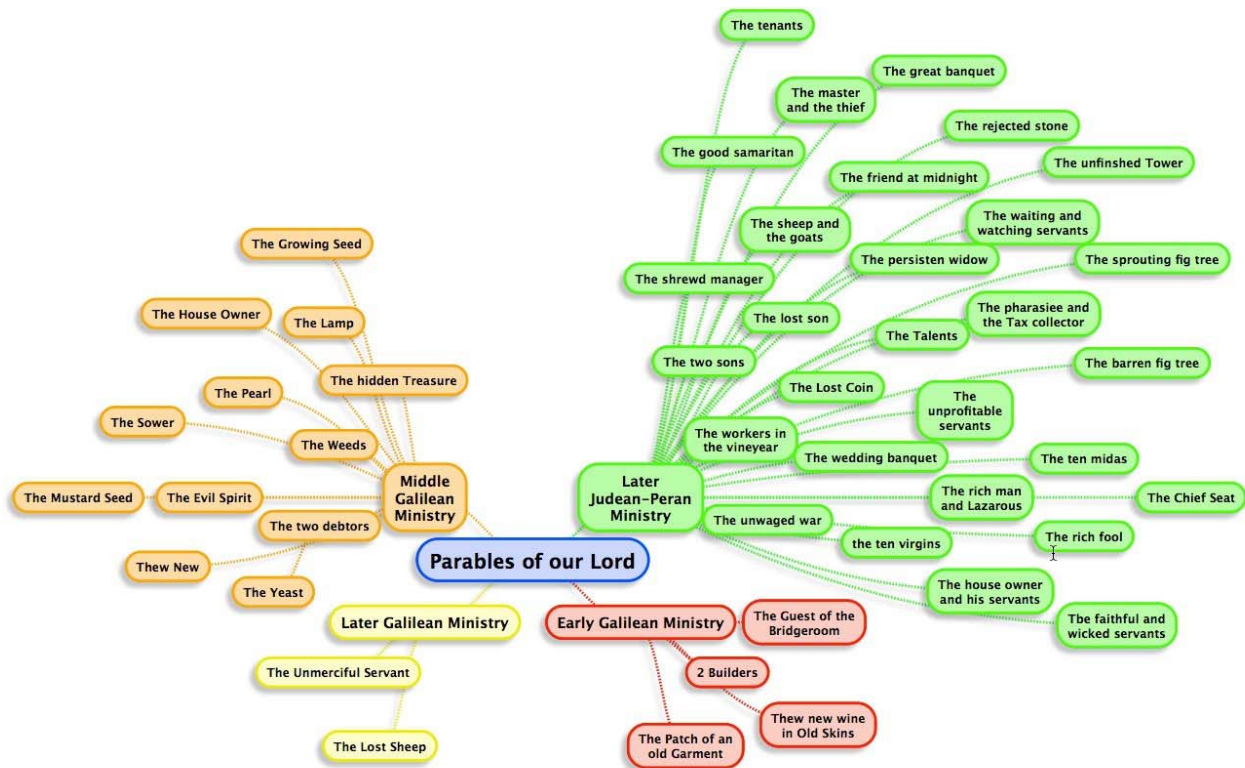 Parables of our Lord
Middle
Galilean
Ministry
The Growing Seed
The House Owner
The Lamp
The hidden Treasure
The Pearl
The Sower
The Weeds
The Mustard Seed
The Evil Spirit
The two debtors
Thew New
The Yeast
Later Galilean Ministry
The Unmerciful Servant
The Lost Sheep
Early Galilean Ministry
The Guest of the
Bridgeroom
2 Builders
Thew new wine
in Old Skins
The Patch of an
old Garment
Later
Judean-Peran
Ministry
The tenants
The great banquet
The master
and the thief
The rejected stone
The good samaritan
The unfinshed Tower
The friend at midnight
The sheep and
the goats
The waiting and
watching servants
The persisten widow
The sprouting fig tree
The shrewd manager
The lost son
The pharasiee and
the Tax collector
The Talents
The two sons
The barren fig tree
The Lost Coin
The
unprofitable
servants
The workers in
the vineyear
The wedding banquet
The ten midas
The rich man
and Lazarous
The Chief Seat
The unwaged war
the ten virgins
The rich fool
The house owner
and his servants
Tbe faithful and
wicked servants